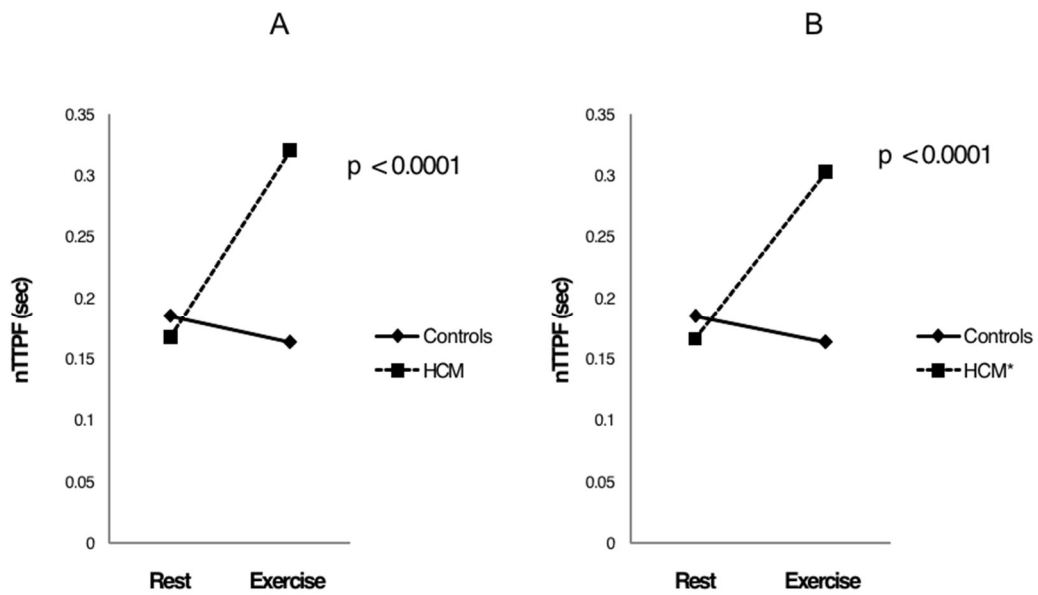 A
0.35
0.3
0.25
0.2
0.15
0.1
0.05
0
nTTPF (sec)
p <0.0001
Controls
HCM
Rest Exercise
B
0.35
0.3
0.25
0.2
0.15
0.1
0.05
0
nTTPF (sec)
p <0.0001
Controls
HCM*
Rest Exercise